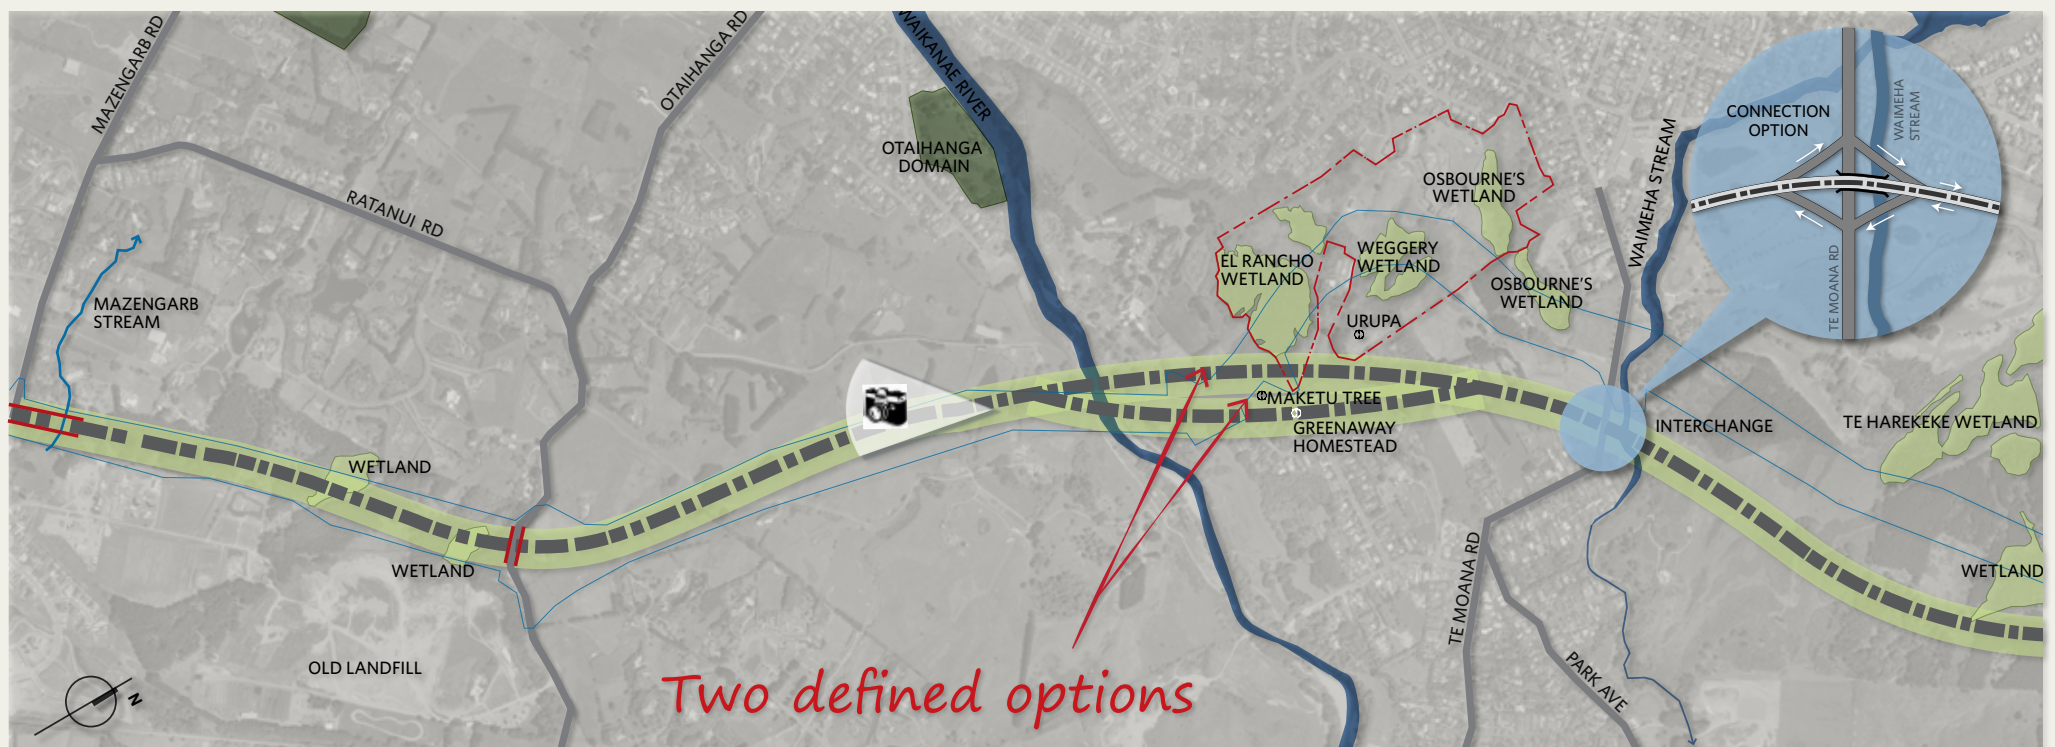 MAZENGARB RD
OTAIHANGA RD
WAIKANAE RIVER
OTAIHANGA
DOMAIN
RATANUI RD
MAZENGARB
STREAM
WETLAND
WETLAND
OLD LANDFILL
N
EL RANCHO
WETLAND
WEGGERY
WETLAND
OSBOURNE'S
WETLAND
OSBOURNE'S
WETLAND
URUPA
MAKETU TREE
GREENAWAY
HOMESTEAD
WAIMEHA STREAM
CONNECTION
OPTION
WAIMEHA
STREAM
TE MOANA RD
INTERCHANGE
TE HAREKEKE WETLAND
WETLAND
TE MOANA RD
PARK AVE
Two defined options